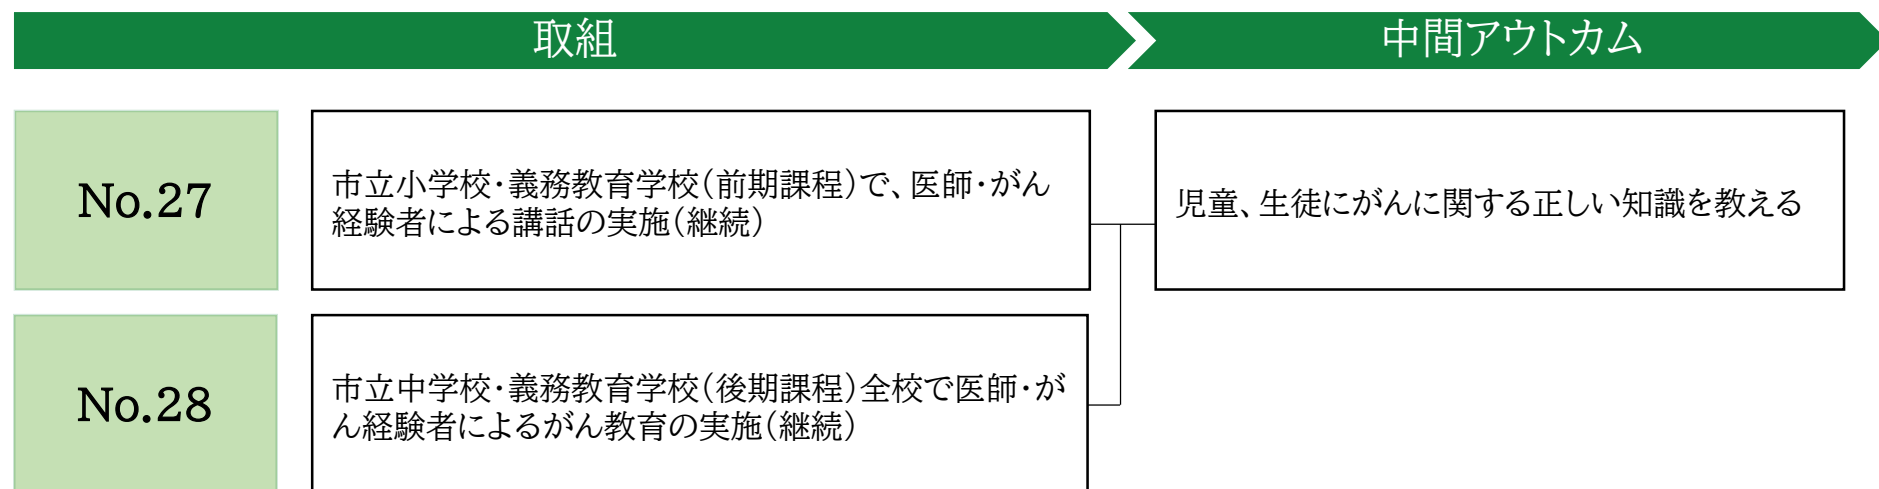 取組
中間アウトカム
No.27
市立小学校・義務教育学校（前期課程）で、医師・がん
経験者による講話の実施（継続）
児童、生徒にがんに関する正しい知識を教える
No.28
市立中学校・義務教育学校（後期課程）全校で医師・が
ん経験者によるがん教育の実施（継続）